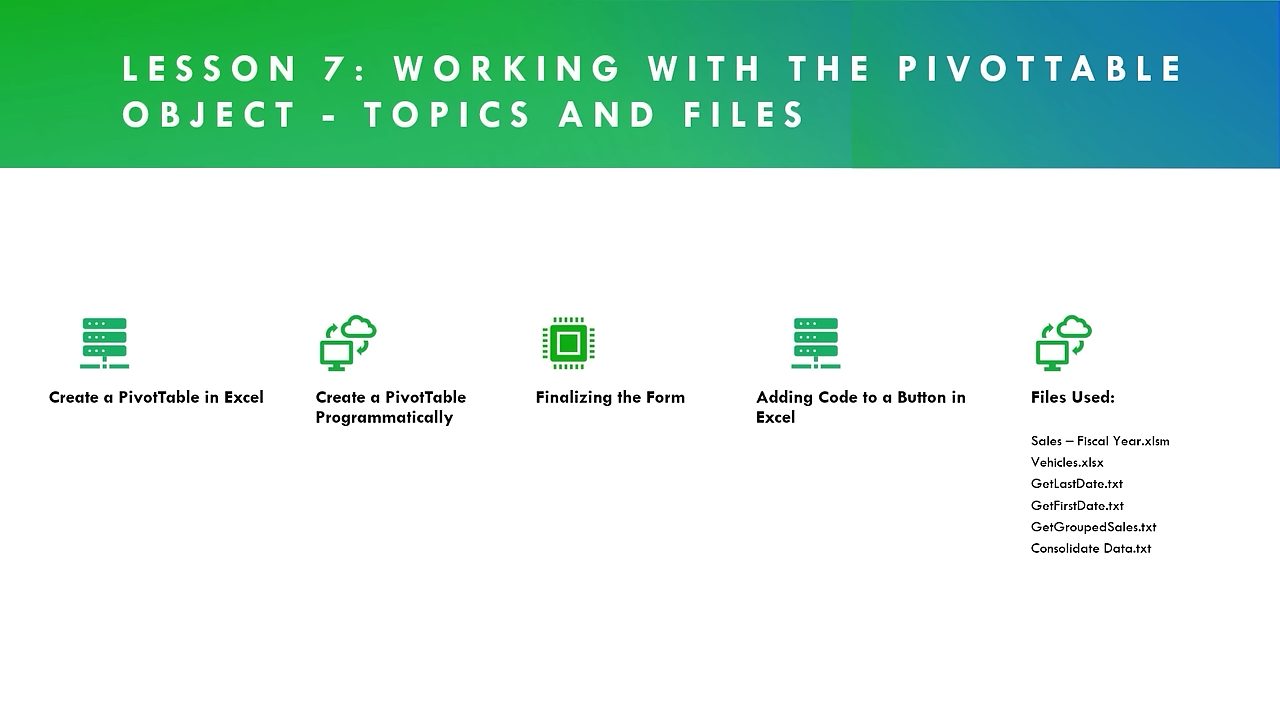 LESSON 7: WORKING WITH THE PIVOTTABLE
OBJECT - TOPICS AND FILES
Create a PivotTable in Excel
Create a PivotTable
Programmatically
Finalizing the Form
Adding Code to a Button in
Excel
Files Used:
Sales – Fiscal Year.xlsm
Vehicles.xlsx
GetLastDate.txt
GetFirstDate.txt
GetGroupedSales.txt
Consolidate Data.txt